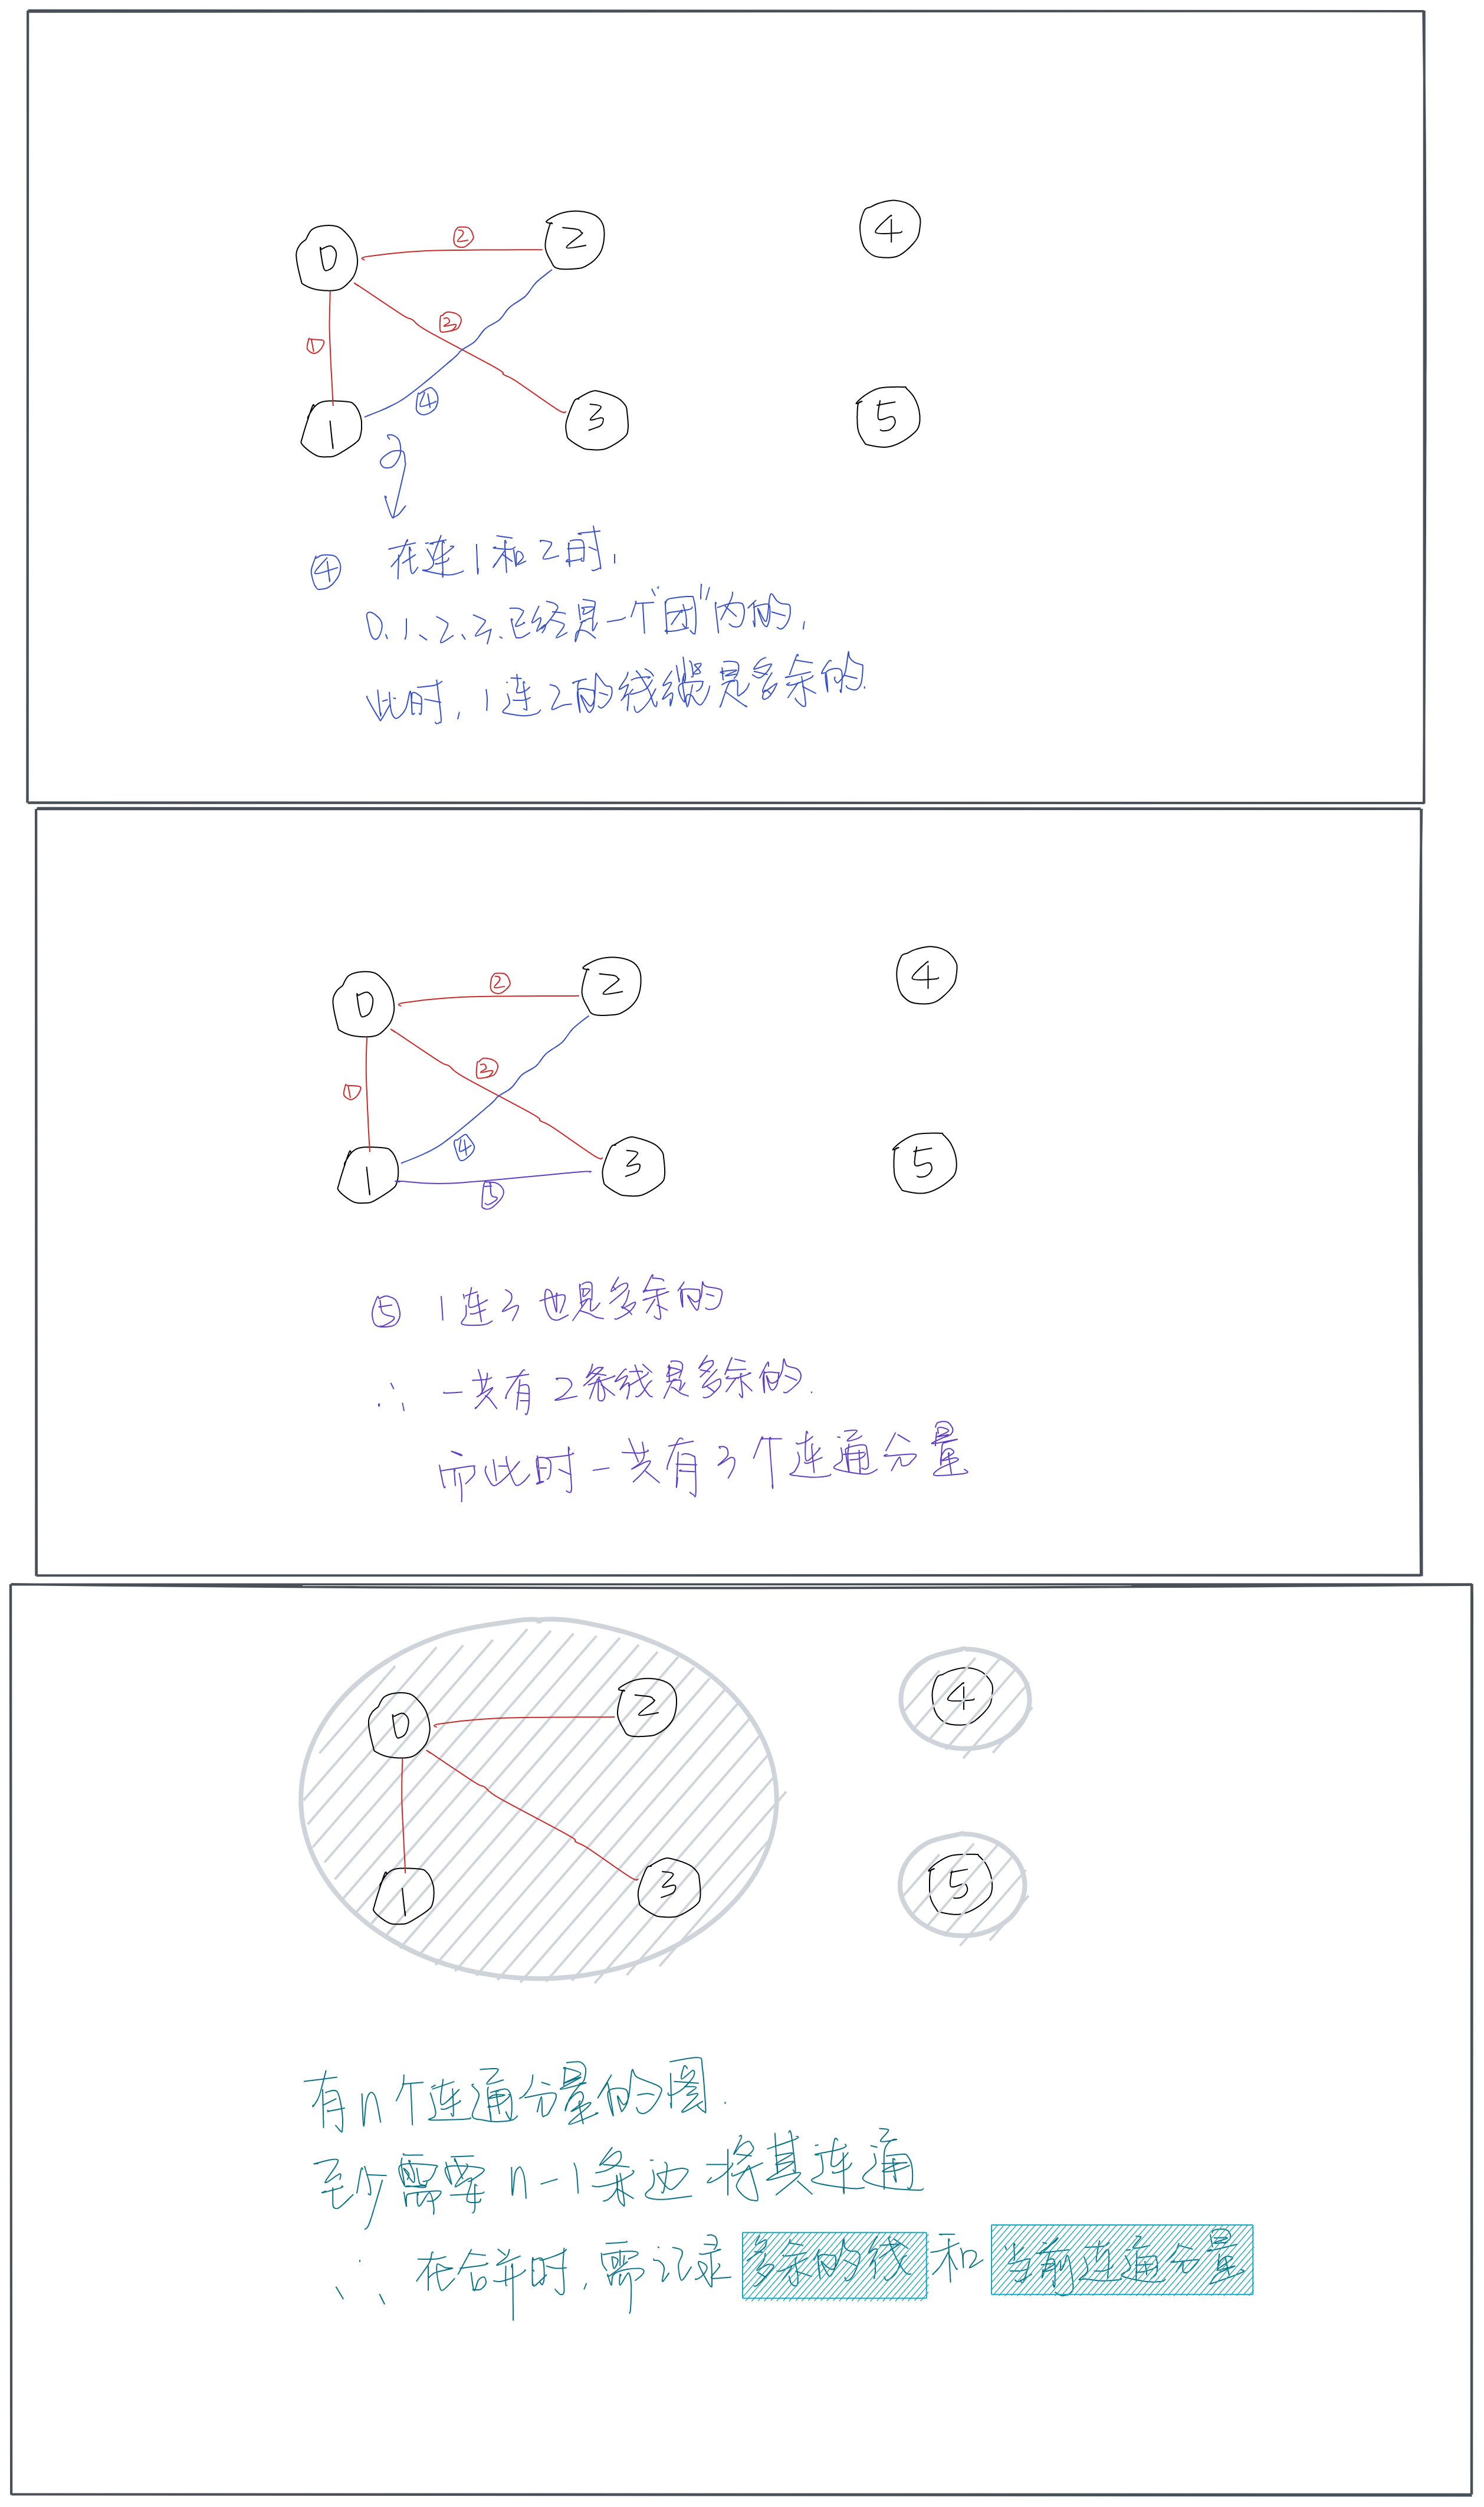 ② 2 4
0
③
①
④
1 3 5
④ 在连1和2时,
0,1,2,3,已经是一个"团"内的,
此时,1连2的线缆是多余的.
② 2 4
0
③
①
④
1 3 5
⑤
⑤ 1连3也是多余的
∴ 一共有2条线是多余的.
而此时一共有3个连通分量
2 4
0
1 3 5
有n个连通分量的图.
至少需要n-1条边将其连通
∴ 在合并时,需记录多余的线和当前连通分量